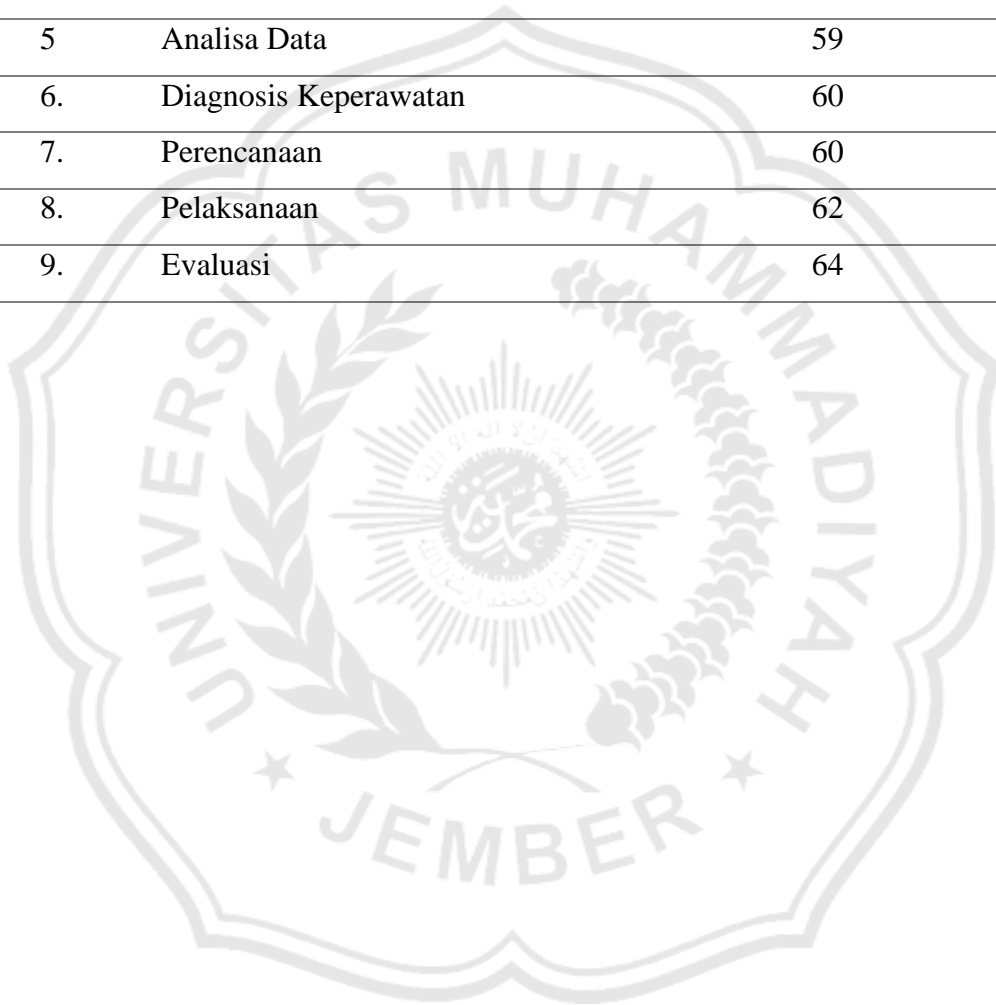 5 Analisa Data 59
6. Diagnosis Keperawatan 60
7. Perencanaan 60
8. Pelaksanaan 62
9. Evaluasi 64
UNIVERSITAS MUHAMMADIYAH
JEMBER